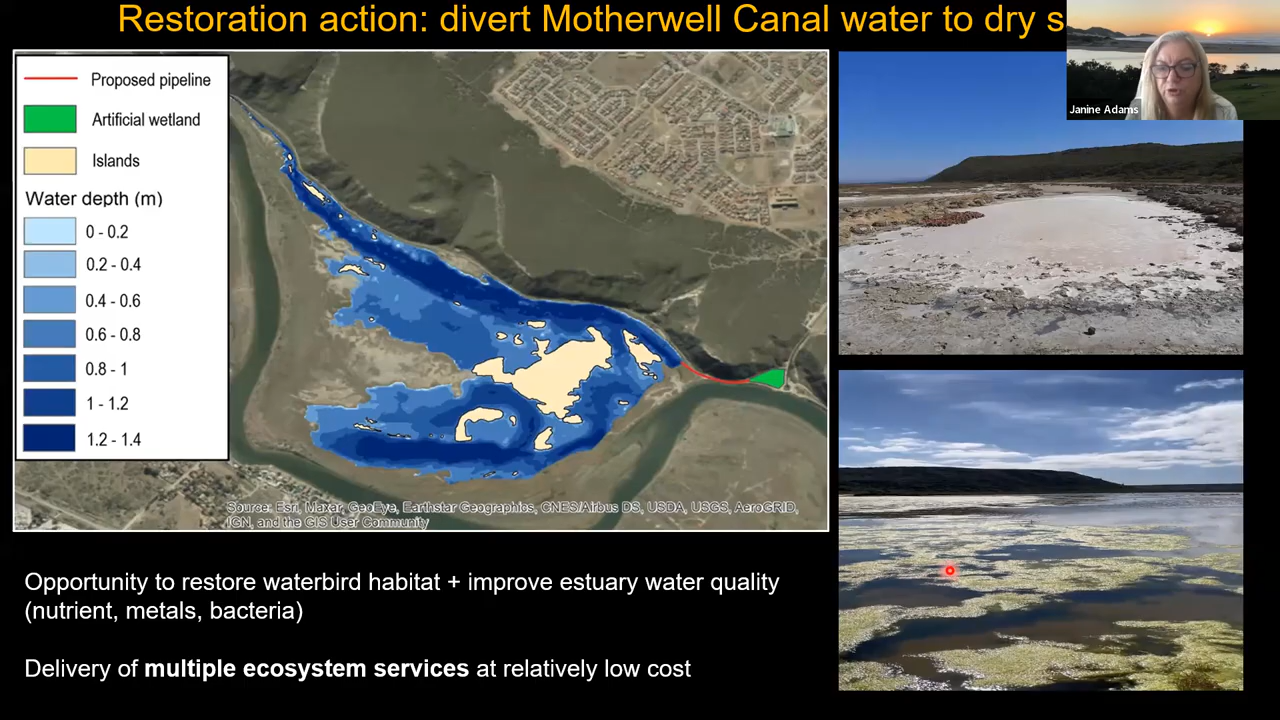 Restoration action: divert Motherwell Canal water to dry
Janine Adams
Proposed pipeline
Artificial wetland
Islands
Water depth (m)
0 - 0.2
0.2 - 0.4
0.4 - 0.6
0.6 - 0.8
0.8 - 1
1 - 1.2
1.2 - 1.4
Source: Esri, Maxar, GeoEye, Earthstar Geographics, CNES/Airbus DS, USDA, USGS, AeroGRID,
IGN, and the GIS User Community
Opportunity to restore waterbird habitat + improve estuary water quality
(nutrient, metals, bacteria)
Delivery of multiple ecosystem services at relatively low cost